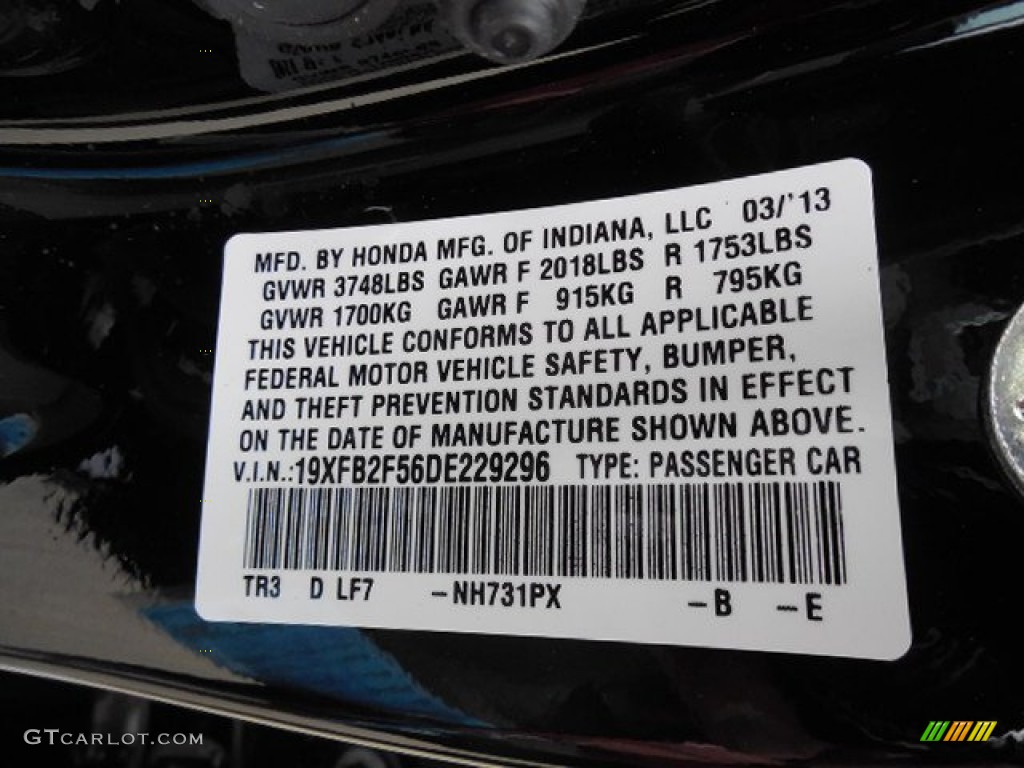 MFD. BY HONDA MFG. OF INDIANA, LLC 03/'13
GVWR 3748LBS GAWR F 2018LBS R 1753LBS
GVWR 1700KG GAWR F 915KG R 795KG
THIS VEHICLE CONFORMS TO ALL APPLICABLE
FEDERAL MOTOR VEHICLE SAFETY, BUMPER,
AND THEFT PREVENTION STANDARDS IN EFFECT
ON THE DATE OF MANUFACTURE SHOWN ABOVE.
V.I.N.:19XFB2F56DE229296 TYPE: PASSENGER CAR
TR3 D LF7 –NH731PX –B –E
GTCARLOT.COM